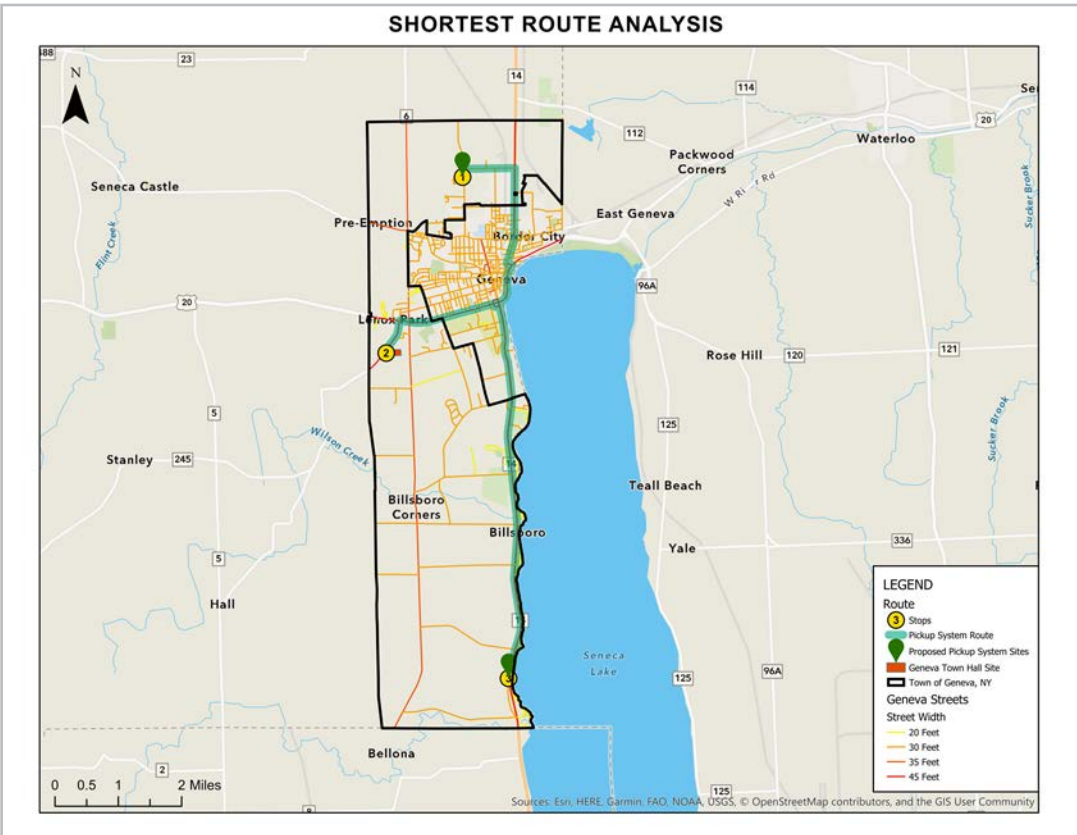 SHORTEST ROUTE ANALYSIS
N
23
14
114
6
20
112
Waterloo
Packwood
Corners
Seneca Castle
1
W Ri
r Rd
Sucker Brook
Flint Creek
Pre-Emption
East Geneva
Border City
Geneva
96A
20
Lenox Park
2
Rose Hill
120
121
5
125
Sucker Brook
Wilson Creek
Stanley
245
14
Teall Beach
Billsboro
Corners
Billsboro
Yale
336
5
Hall
Seneca
Lake
3
125
96A
Bellona
2
125
0 0.5 1 2 Miles
LEGEND
Route
3 Stops
Pickup System Route
Proposed Pickup System Sites
Geneva Town Hall Site
Town of Geneva, NY
Geneva Streets
Street Width
20 Feet
30 Feet
35 Feet
45 Feet
Sources: Esri, HERE, Garmin, FAO, NOAA, USGS, © OpenStreetMap contributors, and the GIS User Community